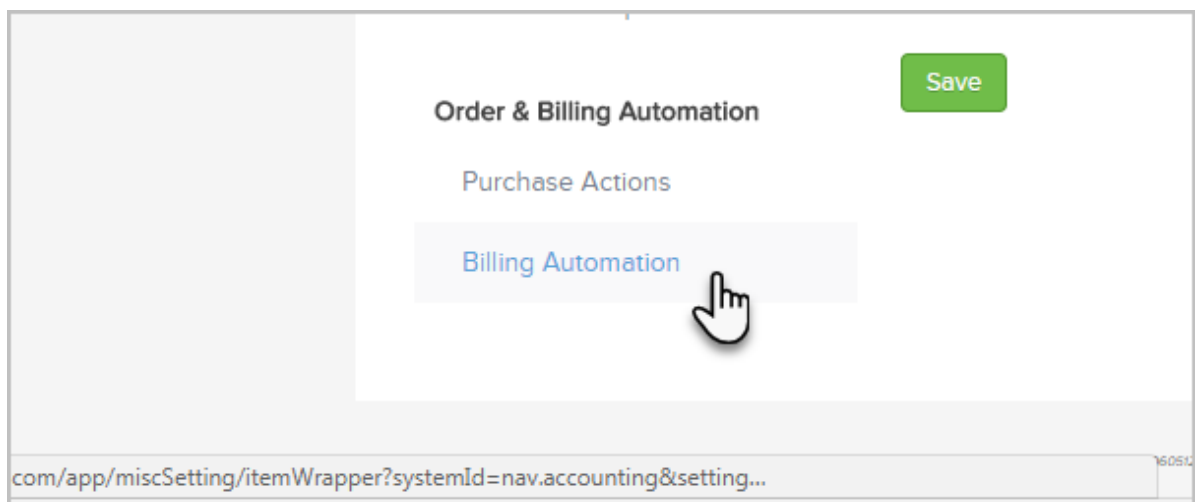 Save
Order & Billing Automation
Purchase Actions
Billing Automation
com/app/miscSetting/itemWrapper?systemId=nav.accounting&setting...